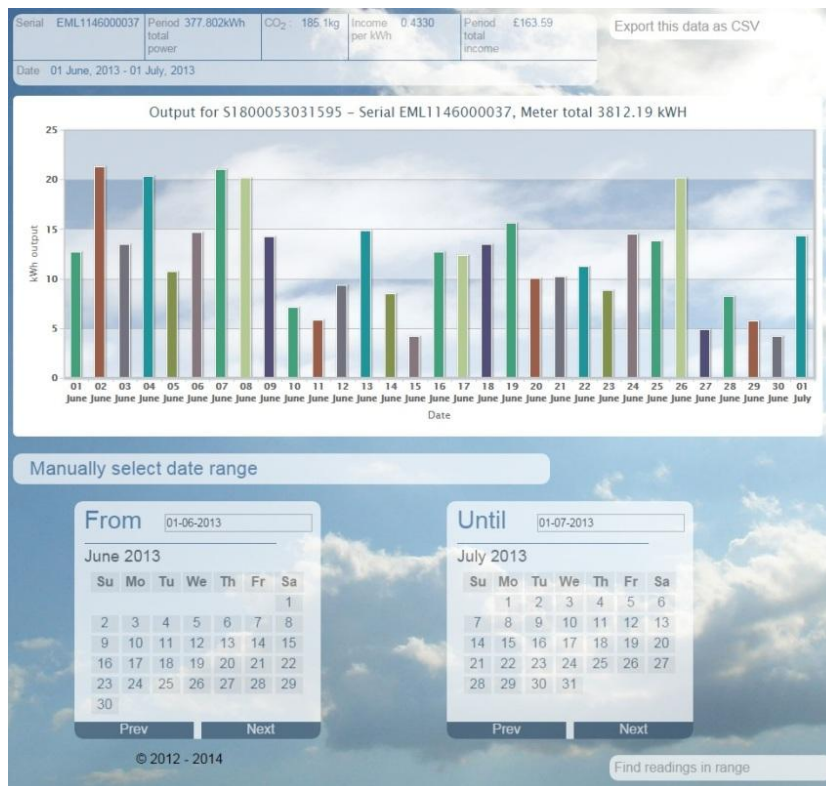 Serial EML1146000037 Period total power 377.802kWh CO2 : 185.1kg Income per kWh 0.4330 Period total income £163.59
Date 01 June, 2013 - 01 July, 2013
Export this data as CSV
Output for S1800053031595 – Serial EML1146000037, Meter total 3812.19 kWH
kWh output
25
20
15
10
5
0
01 02 03 04 05 06 07 08 09 10 11 12 13 14 15 16 17 18 19 20 21 22 23 24 25 26 27 28 29 30 01
June June June June June June June June June June June June June June June June June June June June June June June June June June June June June June July
Date
Manually select date range
From 01-06-2013
June 2013
Su Mo Tu We Th Fr Sa
1
2 3 4 5 6 7 8
9 10 11 12 13 14 15
16 17 18 19 20 21 22
23 24 25 26 27 28 29
30
Prev Next
Until 01-07-2013
July 2013
Su Mo Tu We Th Fr Sa
1 2 3 4 5 6
7 8 9 10 11 12 13
14 15 16 17 18 19 20
21 22 23 24 25 26 27
28 29 30 31
Prev Next
© 2012 - 2014
Find readings in range